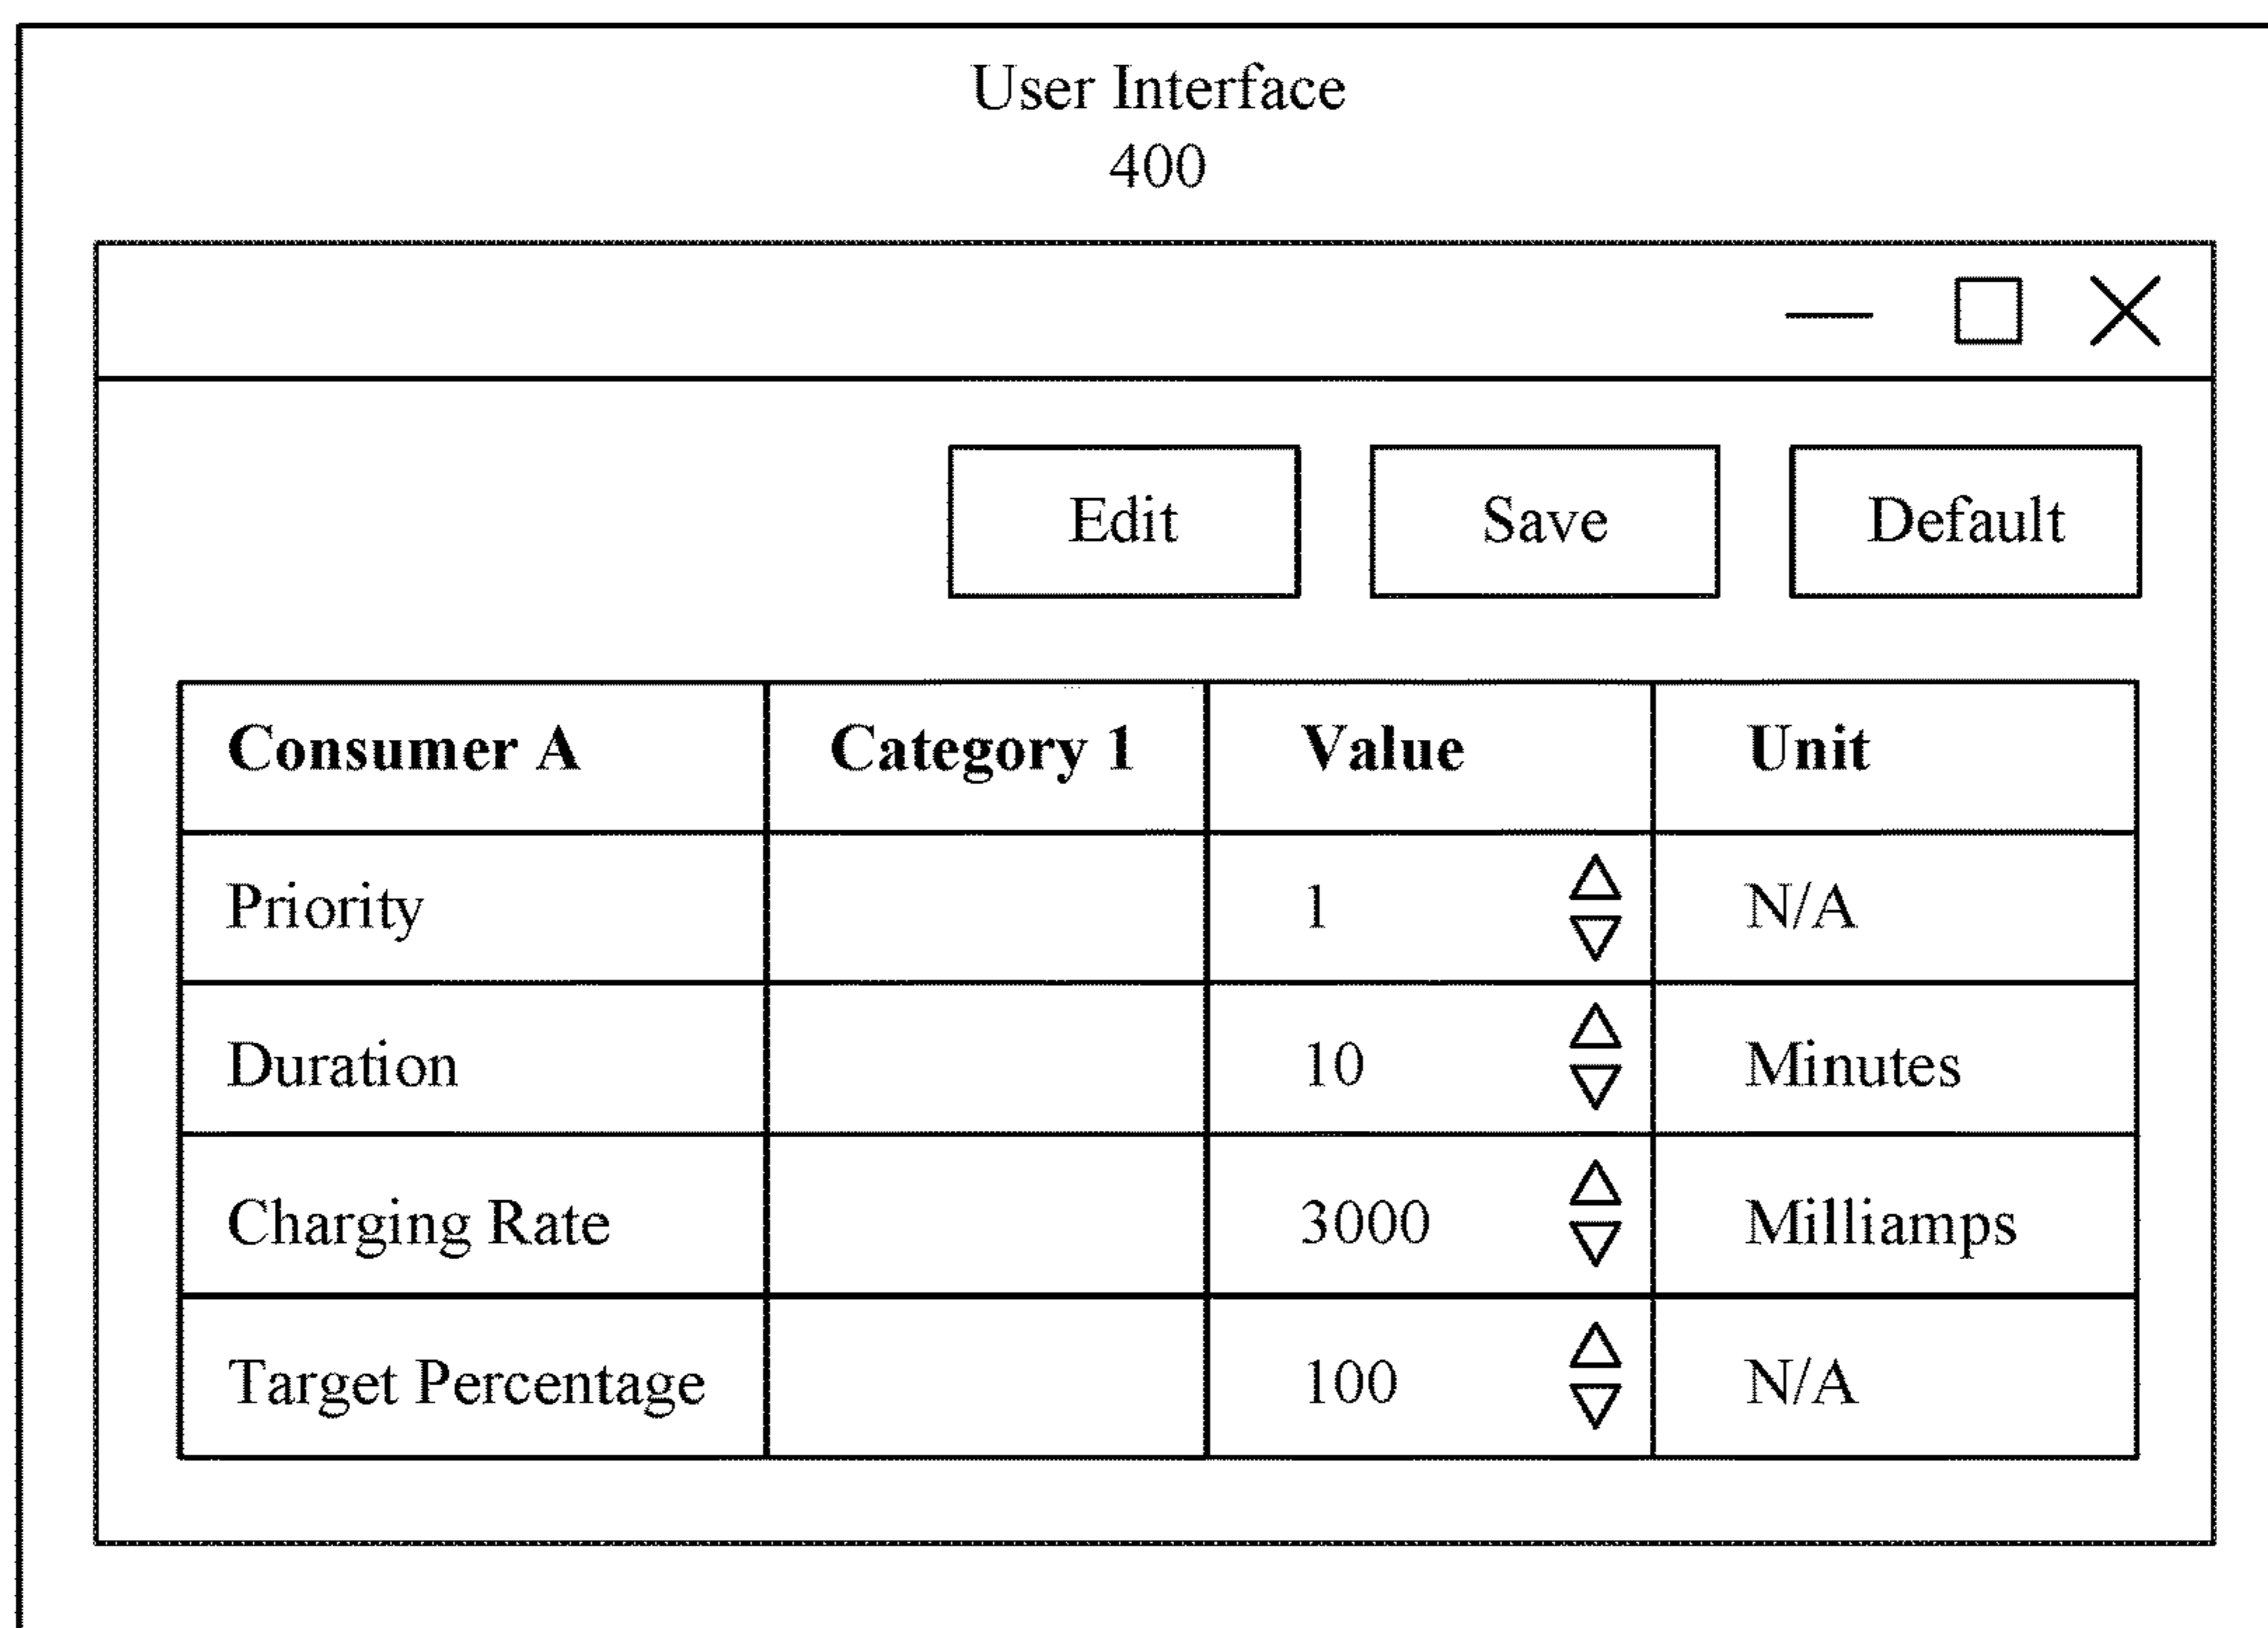 User Interface
400
Edit Save Default
Consumer A Category 1 Value Unit
Priority 1 N/A
Duration 10 Minutes
Charging Rate 3000 Milliamps
Target Percentage 100 N/A